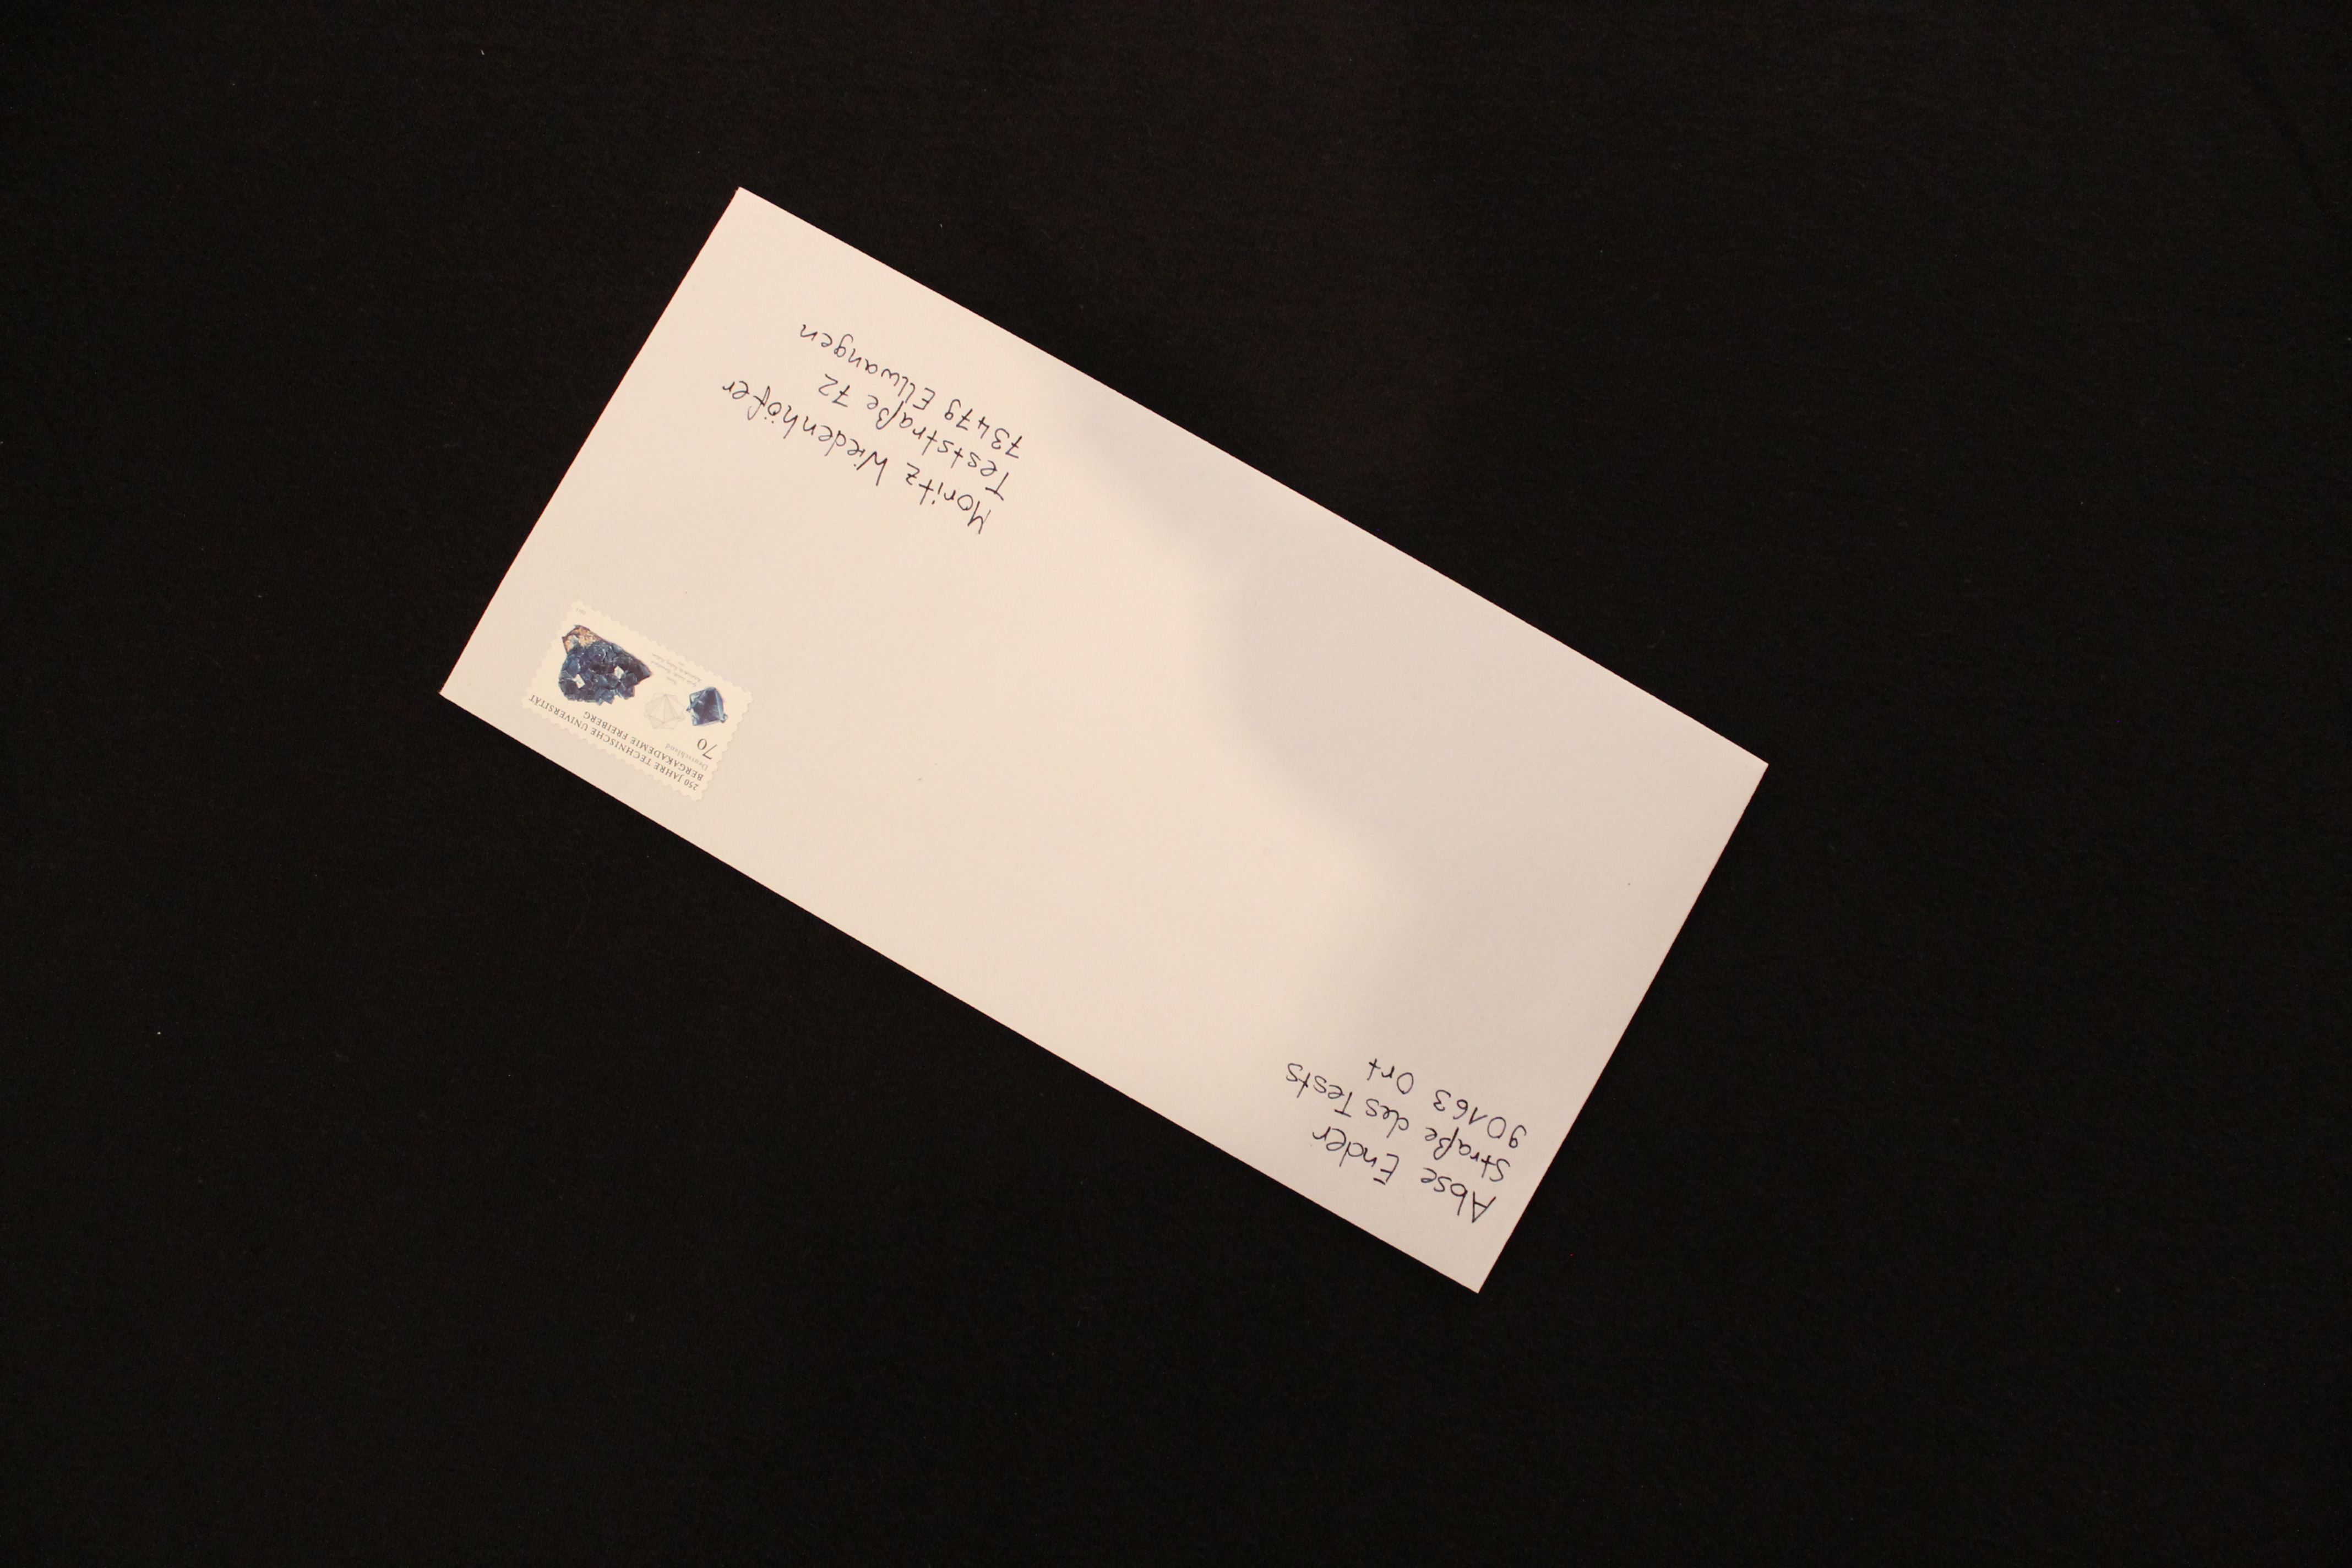 Abse Ender
Straße des Tests
90163 Ort
250 JAHRE TECHNISCHE UNIVERSITÄT
BERGAKADEMIE FREIBERG
Deutschland
70
Moritz Wiedenhöfer
Teststraße 72
73479 Ellwangen